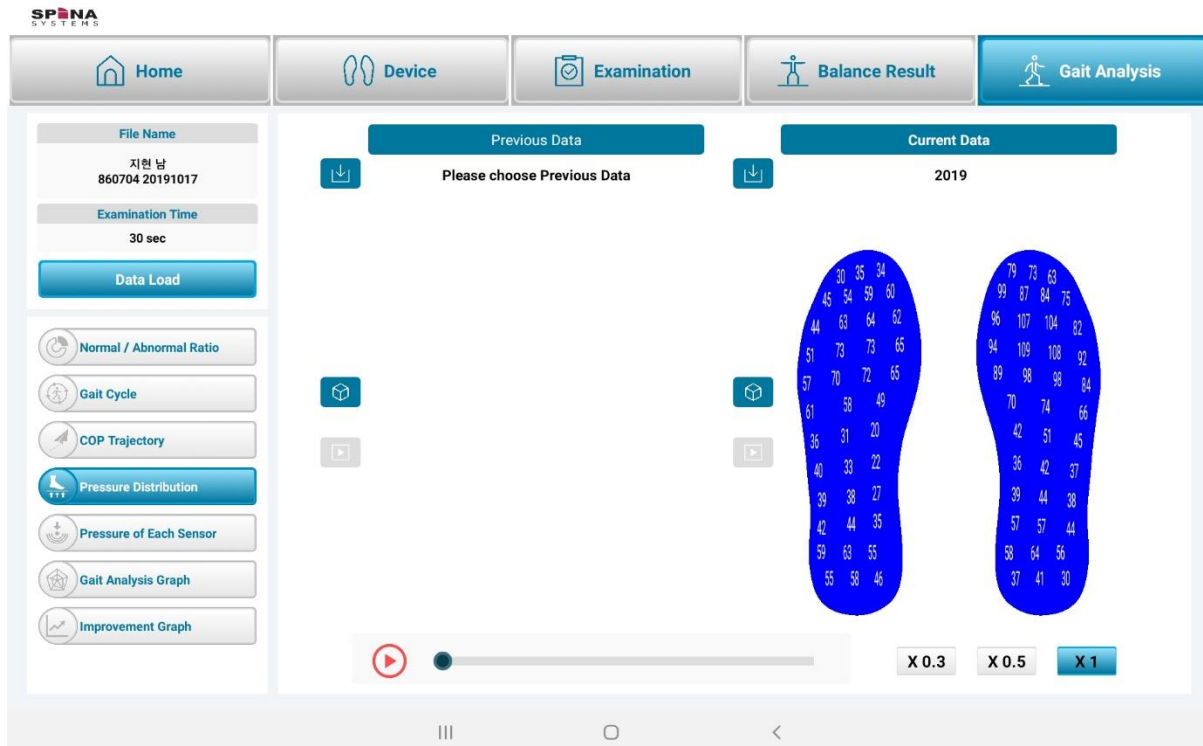 SPINA
SYSTEMS
Home
Device
Examination
Balance Result
Gait Analysis
File Name
지현 남
860704 20191017
Examination Time
30 sec
Data Load
Normal / Abnormal Ratio
Gait Cycle
COP Trajectory
Pressure Distribution
Pressure of Each Sensor
Gait Analysis Graph
Improvement Graph
Previous Data
Please choose Previous Data
Current Data
2019
30 35 34
45 54 59 60
44 63 64 62
51 73 73 65
57 70 72 65
61 58 49
36 31 20
40 33 22
39 38 27
42 44 35
59 63 55
55 58 46
79 73 63
99 87 84 75
96 107 104 82
94 109 108 92
89 98 98 84
70 74 66
42 51 45
36 42 37
39 44 38
57 57 44
58 64 56
37 41 30
X 0.3
X 0.5
X 1